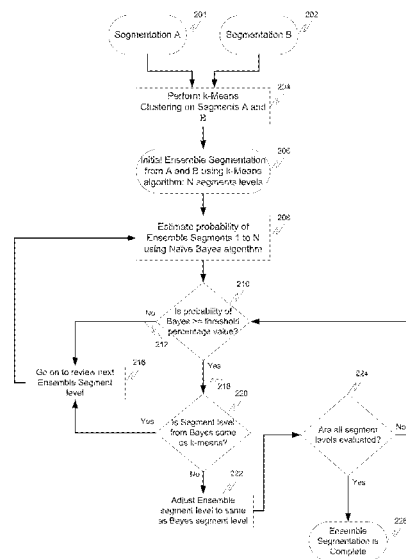 201
202
Segmentation A
Segmentation B
204
Perform k-Means
Clustering on Segments A and
B
206
Initial Ensemble Segmentation
from A and B using k-Means
algorithm: N segments levels
208
Estimate probability of
Ensemble Segments 1 to N
using Naive Bayes algorithm
210
No
Is probability of
Bayes >= threshold
percentage value?
212
216
Go on to review next
Ensemble Segment
level
Yes
218
220
224
Yes
Is Segment level
from Bayes same
as k-means?
Are all segment
levels evaluated?
No
No
222
Adjust Ensemble
segment level to same
as Bayes segment level
Yes
Ensemble
Segmentation is
Complete
226